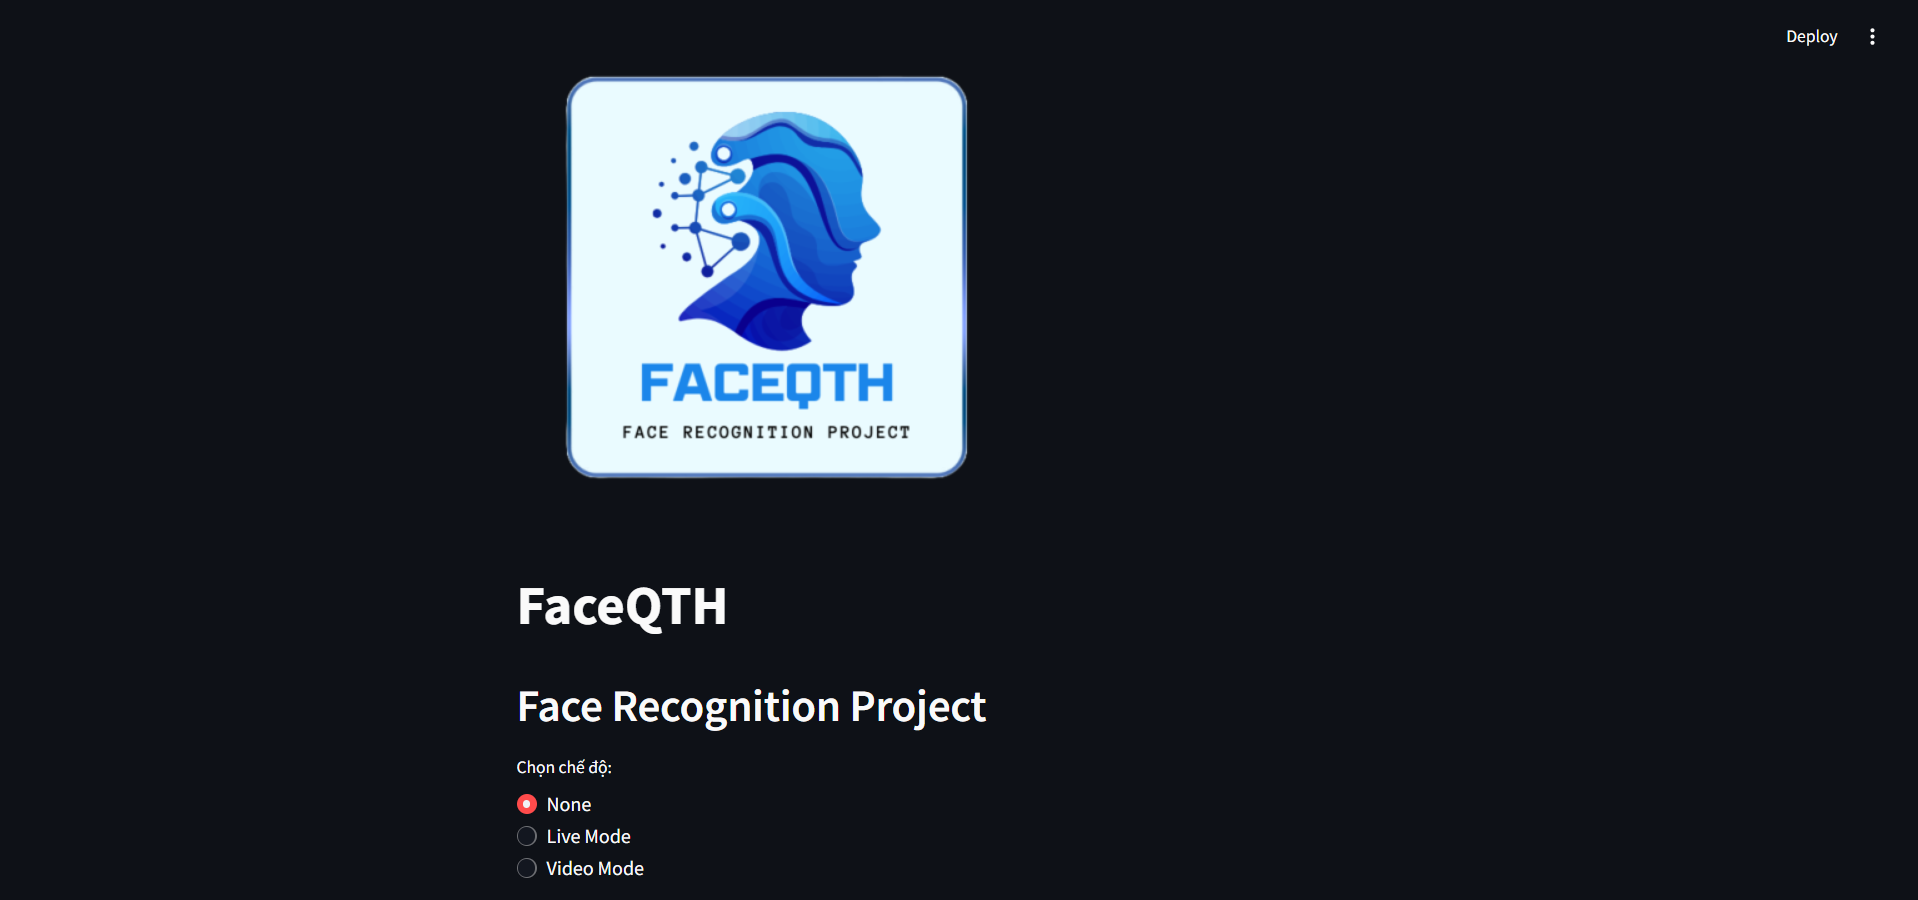 Deploy
FACEQTH
FACE RECOGNITION PROJECT
FaceQTH
Face Recognition Project
Chọn chế độ:
None
Live Mode
Video Mode